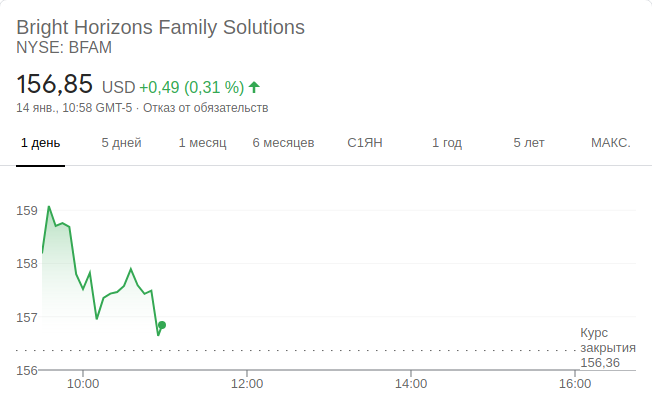 Bright Horizons Family Solutions
NYSE: BFAM
156,85 USD +0,49 (0,31 %)
14 янв., 10:58 GMT-5 · Отказ от обязательств
1 день 5 дней 1 месяц 6 месяцев С1ЯН 1 год 5 лет МАКС.
159
158
157
Курс
закрытия
156,36
156
10:00 12:00 14:00 16:00